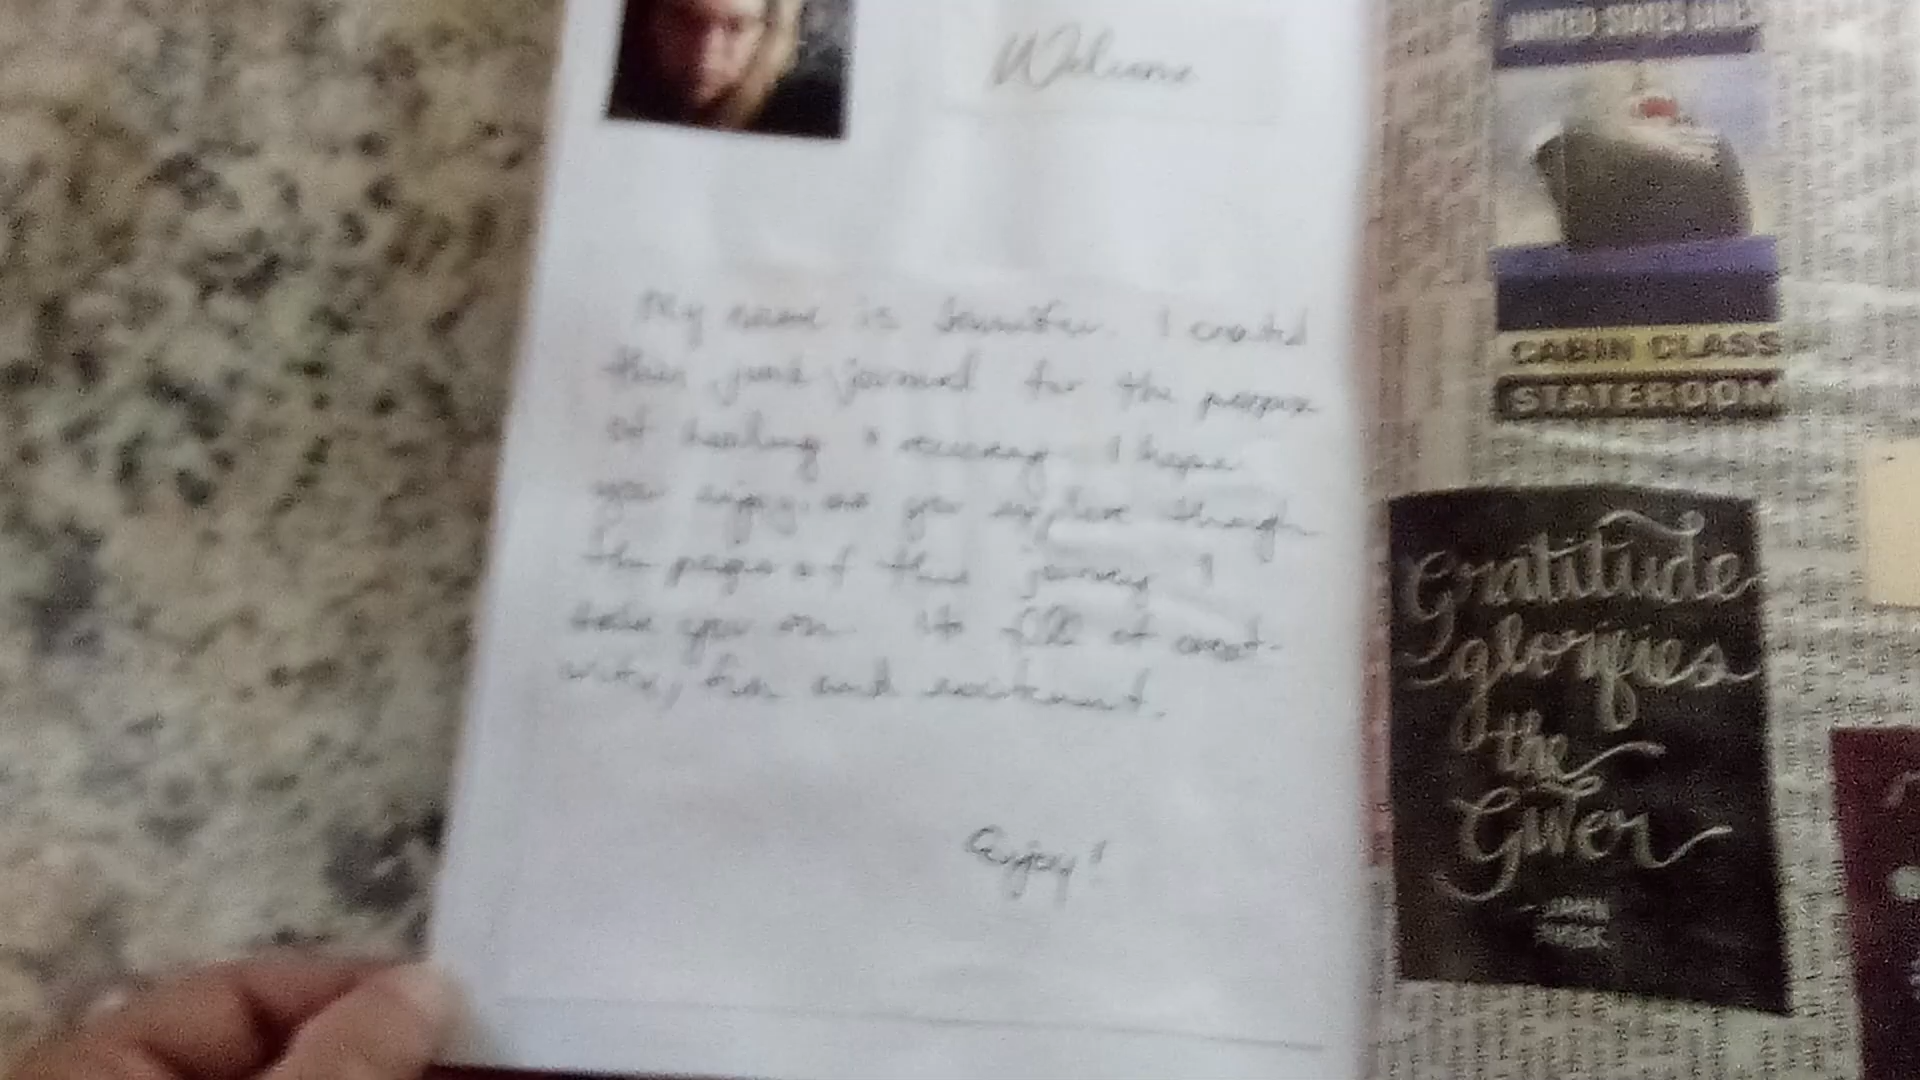 Welcome
My name is Jennifer. I created
this junk journal for the purpose
of healing & recovery. I hope
you enjoy, as you explore through
the pages of this journey I
take you on. Its full of
fun and excitement.
Enjoy!
UNITED STATES LINES
CABIN CLASS
STATEROOM
Gratitude
glorifies
the
Giver